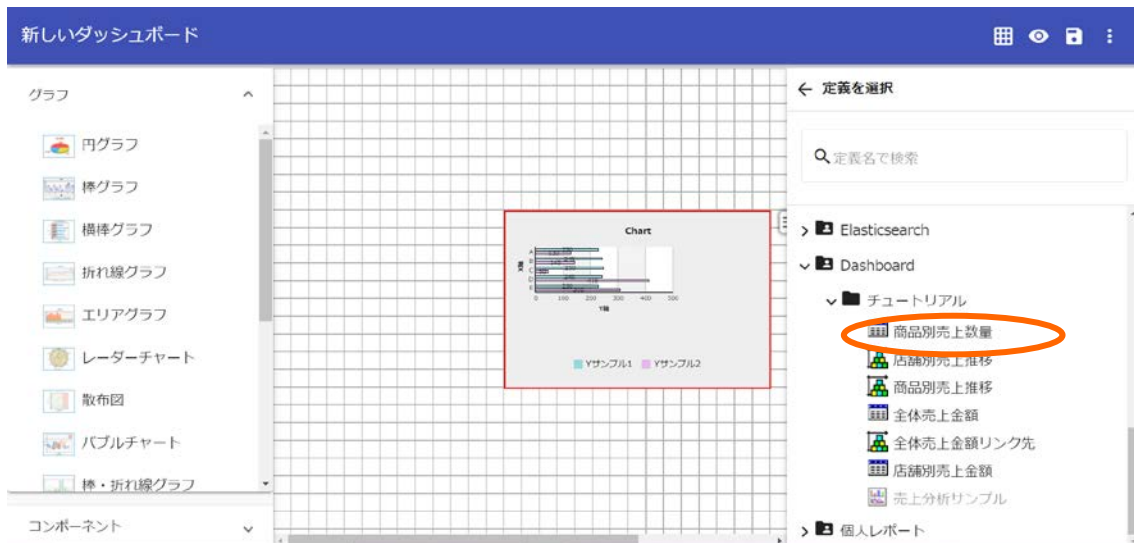 新しいダッシュボード
グラフ
円グラフ
棒グラフ
横棒グラフ
折れ線グラフ
エリアグラフ
レーダーチャート
散布図
バブルチャート
棒・折れ線グラフ
コンポーネント
Chart
A
B
C
D
E
0 100 200 300 400 500
Y軸
Yサンプル1 Yサンプル2
定義を選択
定義名で検索
Elasticsearch
Dashboard
チュートリアル
商品別売上数量
店舗別売上推移
商品別売上推移
全体売上金額
全体売上金額リンク先
店舗別売上金額
売上分析サンプル
個人レポート